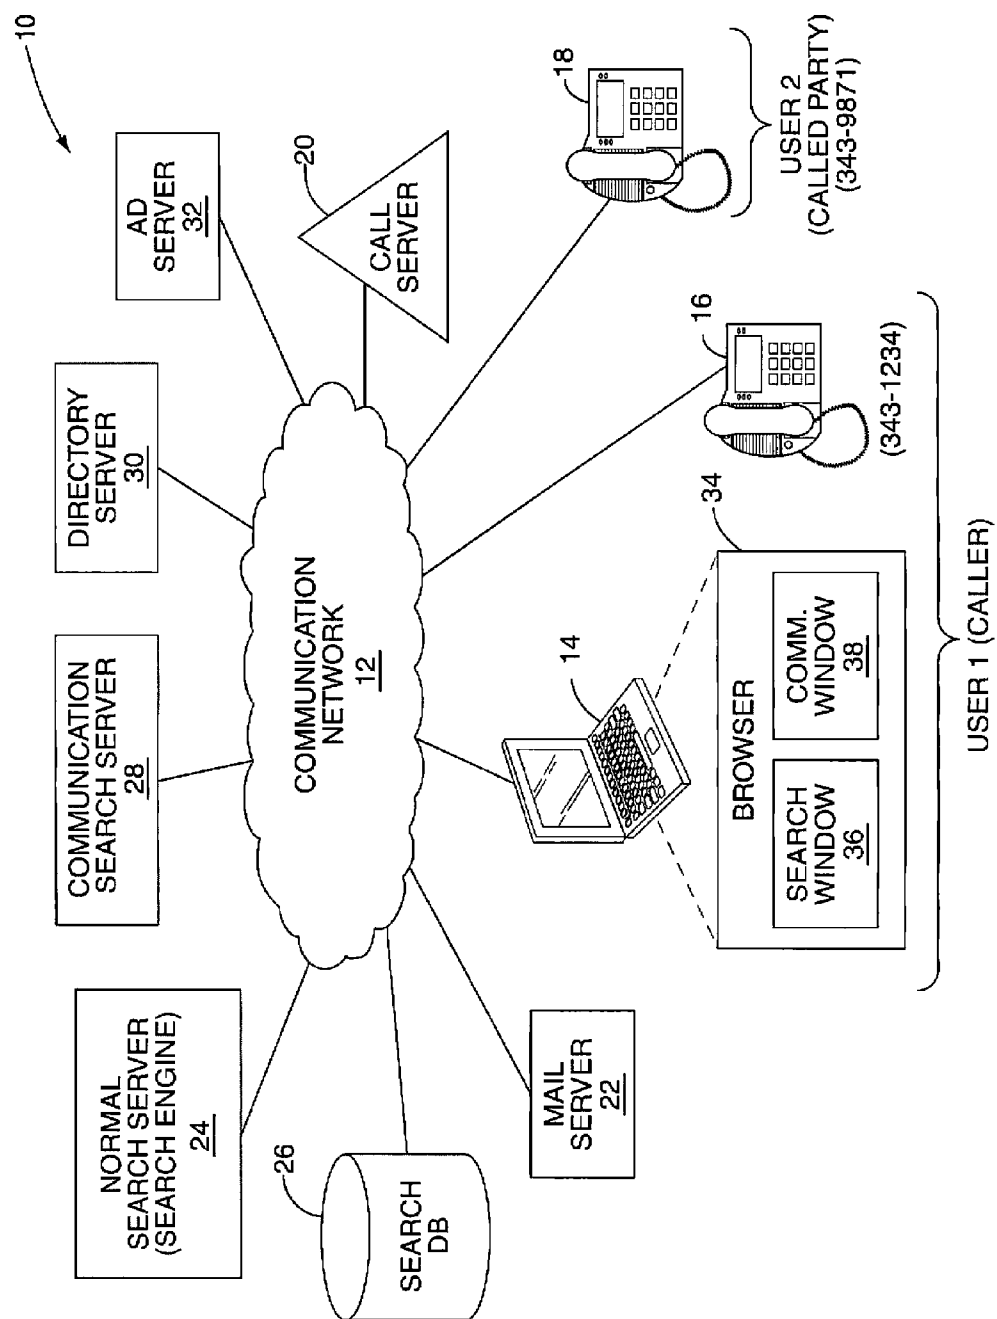 10
NORMAL
SEARCH SERVER
(SEARCH ENGINE)
24
COMMUNICATION
SEARCH SERVER
28
DIRECTORY
SERVER
30
AD
SERVER
32
26
SEARCH
DB
COMMUNICATION
NETWORK
12
20
CALL
SERVER
MAIL
SERVER
22
14
16
18
34
BROWSER
SEARCH
WINDOW
36
COMM.
WINDOW
38
(343-1234)
USER 1 (CALLER)
USER 2
(CALLED PARTY)
(343-9871)